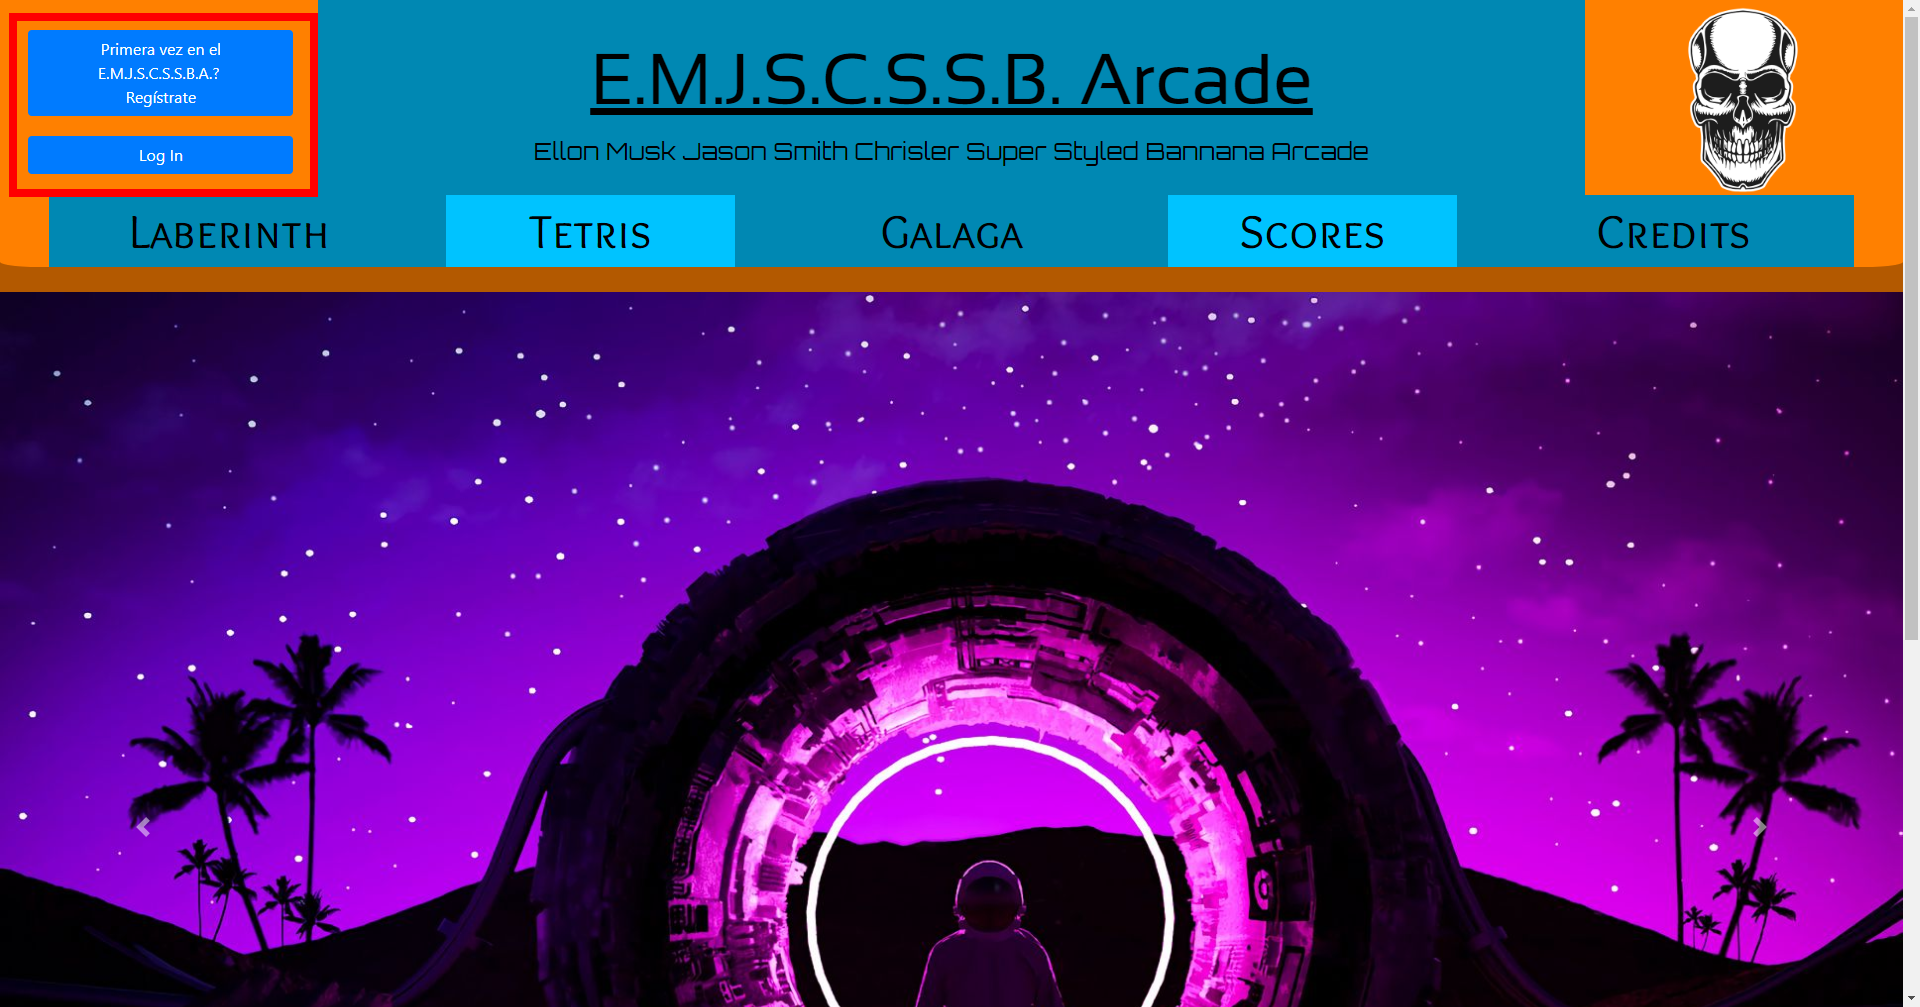 Primera vez en el
E.M.J.S.C.S.S.B.A.?
Regístrate
Log In
E.M.J.S.C.S.S.B. Arcade
Ellon Musk Jason Smith Chrisler Super Styled Bannana Arcade
Laberinth
Tetris
Galaga
Scores
Credits